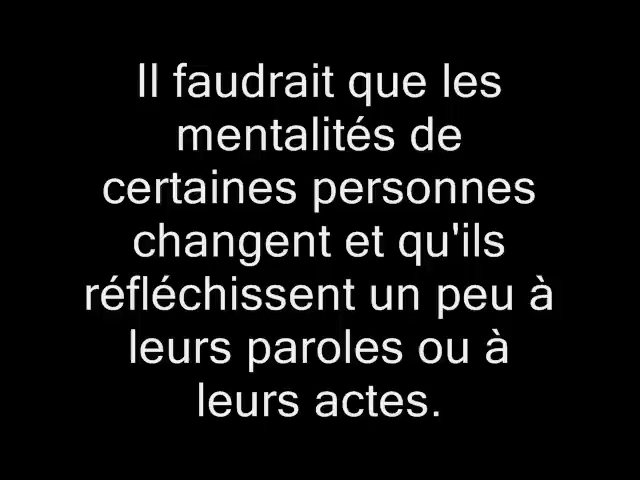 Il faudrait que les
mentalités de
certaines personnes
changent et qu'ils
réfléchissent un peu à
leurs paroles ou à
leurs actes.